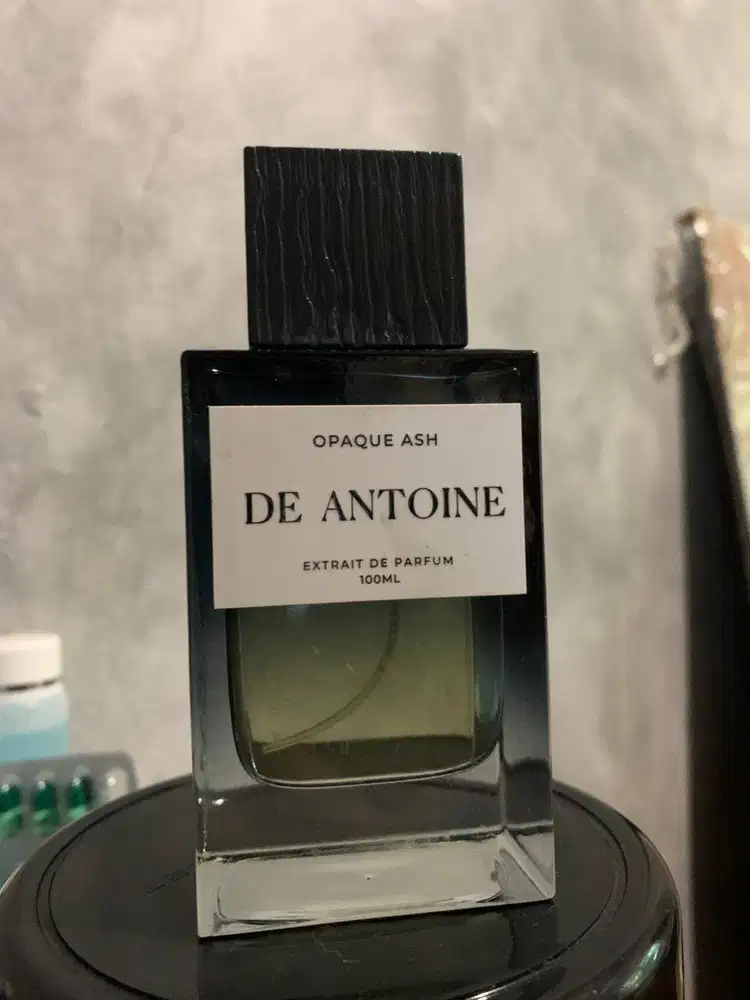 OPAQUE ASH
DE ANTOINE
EXTRAIT DE PARFUM
100ML